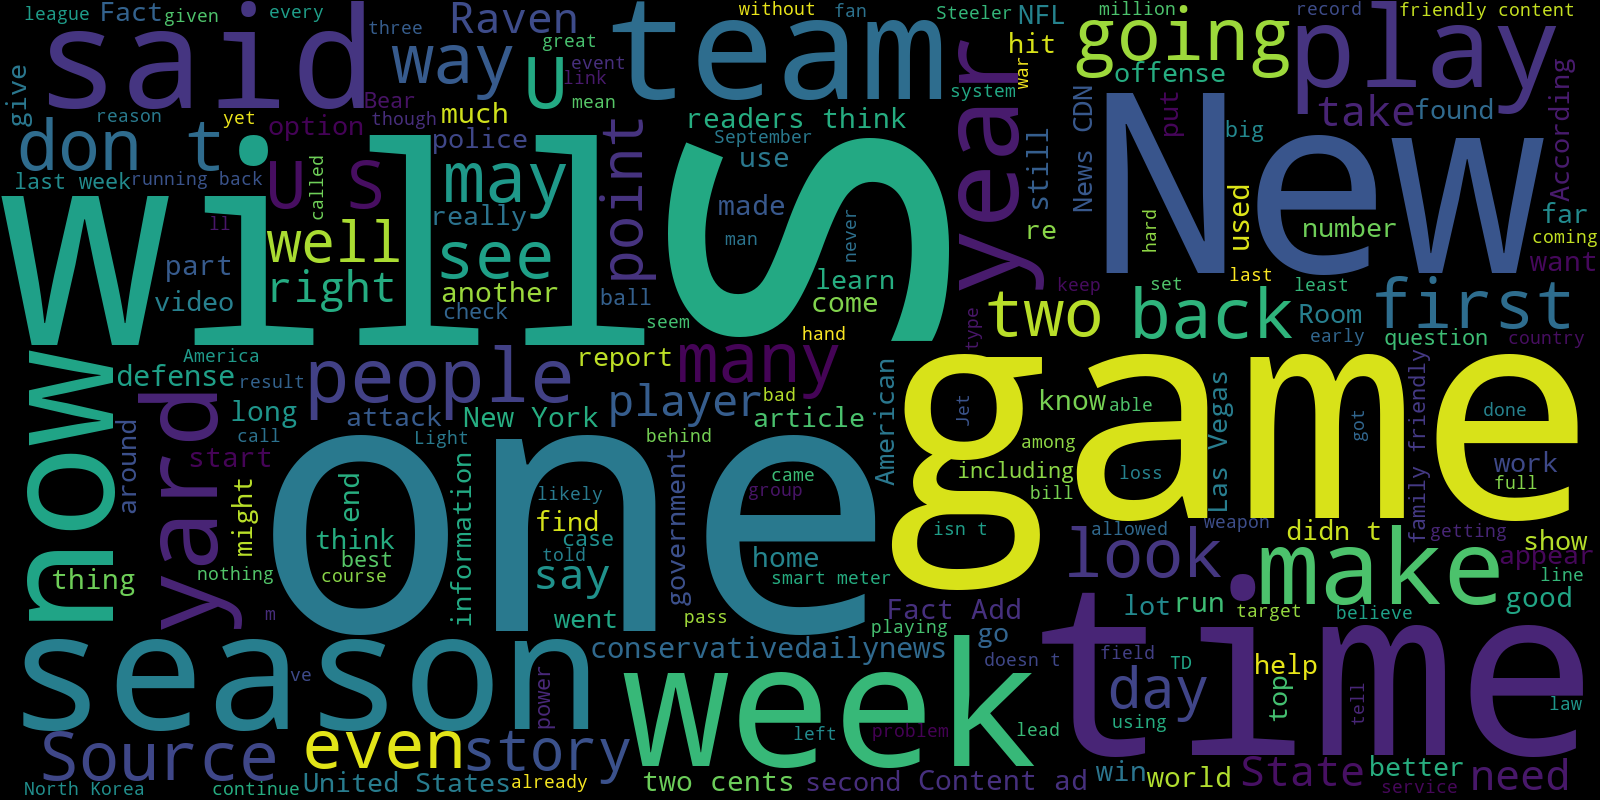 league Fact given every Raven without fan Steeler NFL million record friendly content
said three way great U team going play
give reason event link hit war offense
Bear though much mean system CDN put take found According
don t yet option police readers think year big
last week running back called U S may September use still News New
ll will well really see point made man never S learn re hard used number far coming
part right another ball come last want
video check seem hand two back keep set least Room first
now America people report many type early question country
defense result attack New York player bad article American Jet know able Las Vegas family friendly got done
around long call Light behind among game
yard start one likely came including loss work
might end find group government bill full
thing think case told home isn t allowed weapon didn t getting show
nothing best course information say smart meter look make appear line
m went pass Fact Add lot run target believe good
season ve conservativedailynews playing go doesn t field TD time
Source even story power week left problem lead day using help top tell law
North Korea continue United States already two cents second Content ad win world State better service need